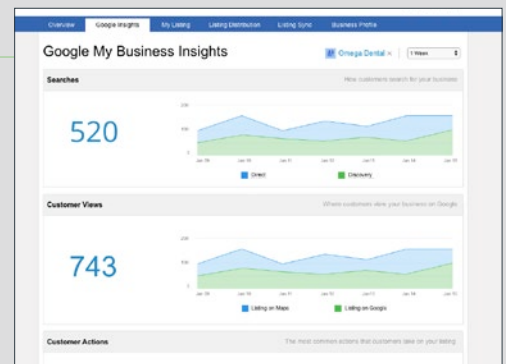 Overview Google Insights My Listing Listing Distribution Listing Sync Business Profile
Google My Business Insights
Omega Dental × 1 Week
Searches How customers search for your business
520
Direct Discovery
Customer Views Where customers view your business on Google
743
Listing on Maps Listing on Google
Customer Actions The most common actions that customers take on your listing